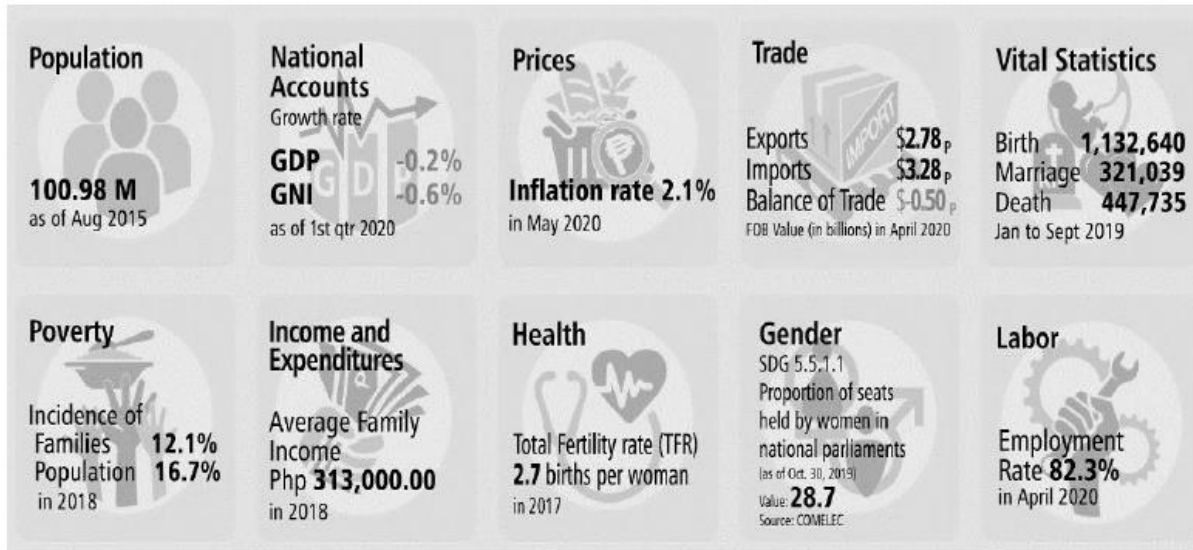 Population
100.98 M
as of Aug 2015
National
Accounts
Growth rate
GDP -0.2%
GNI -0.6%
as of 1st qtr 2020
Prices
Inflation rate 2.1%
in May 2020
Trade
IMPORT
Exports $2.78 p
Imports $3.28 p
Balance of Trade $-0.50 p
FOB Value (in billions) in April 2020
Vital Statistics
Birth 1,132,640
Marriage 321,039
Death 447,735
Jan to Sept 2019
Poverty
Incidence of
Families 12.1%
Population 16.7%
in 2018
Income and
Expenditures
Average Family
Income
Php 313,000.00
in 2018
Health
Total Fertility rate (TFR)
2.7 births per woman
in 2017
Gender
SDG 5.5.1.1
Proportion of seats
held by women in
national parliaments
(as of Oct. 30, 2019)
Value: 28.7
Source: COMELEC
Labor
Employment
Rate 82.3%
in April 2020